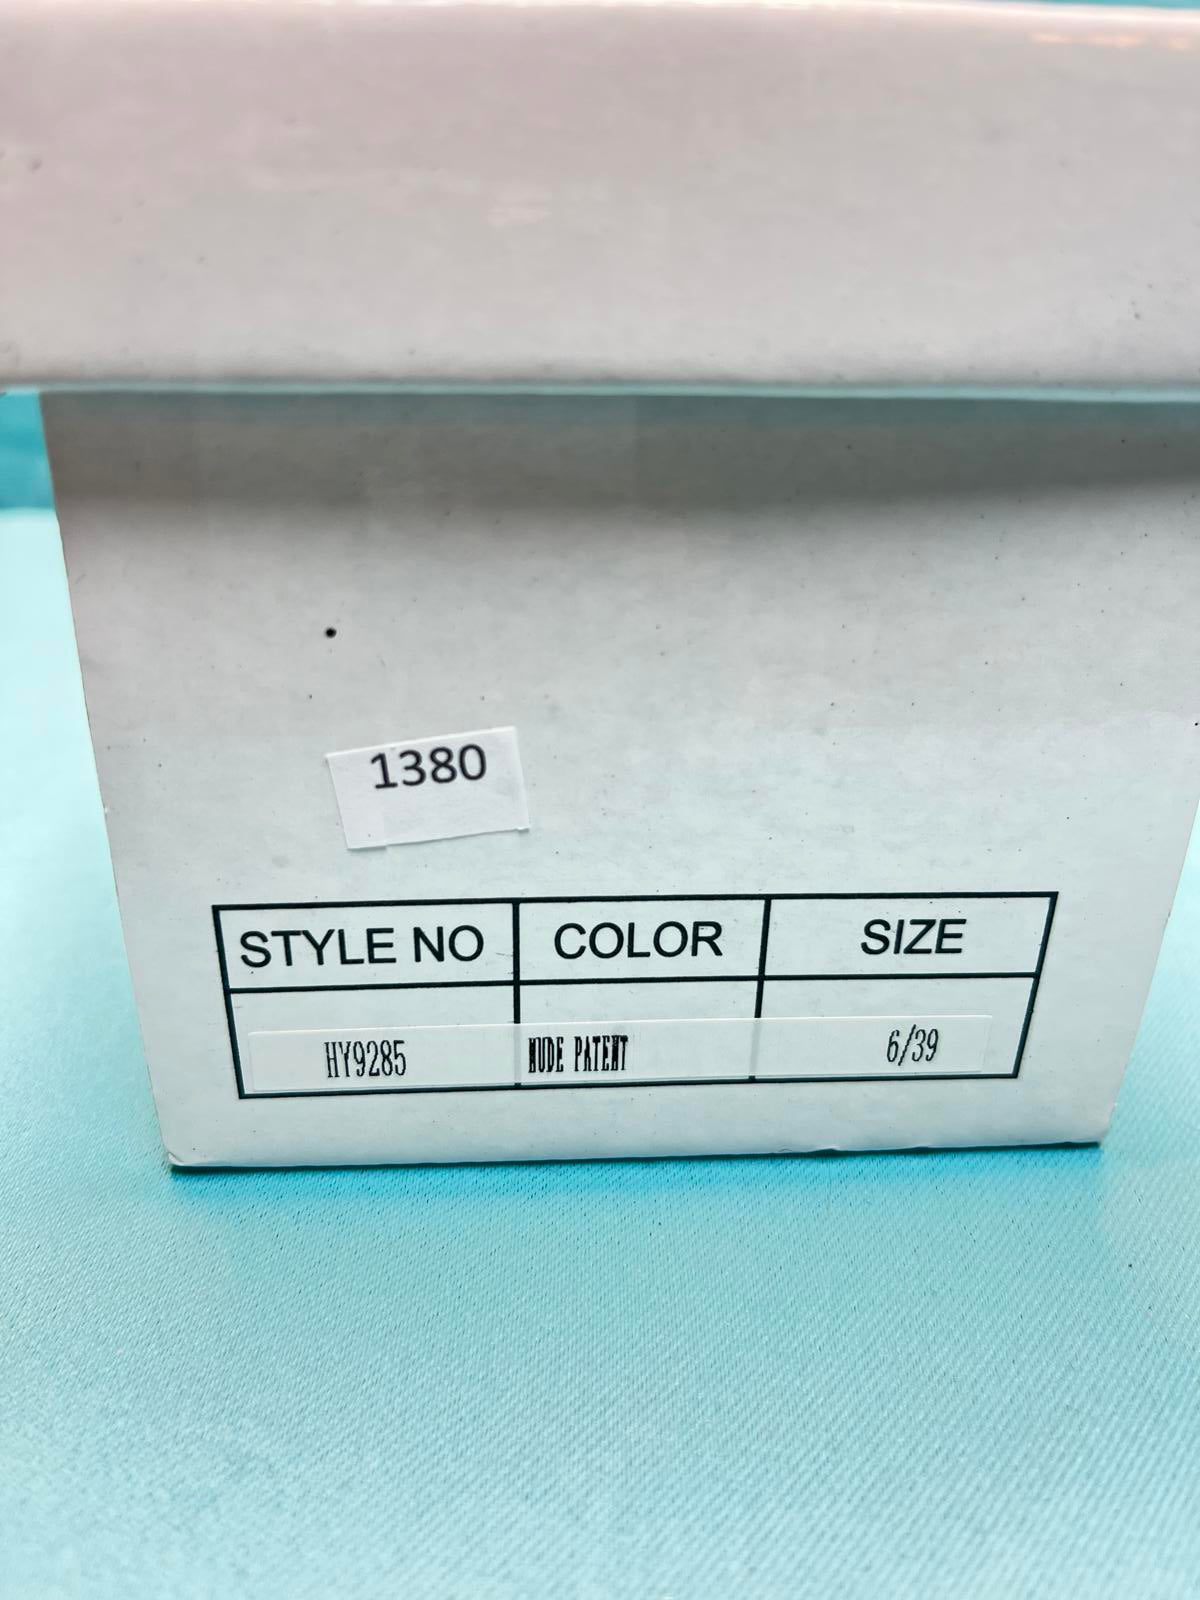 1380
STYLE NO COLOR SIZE
HY9285 NUDE PATENT 6/39